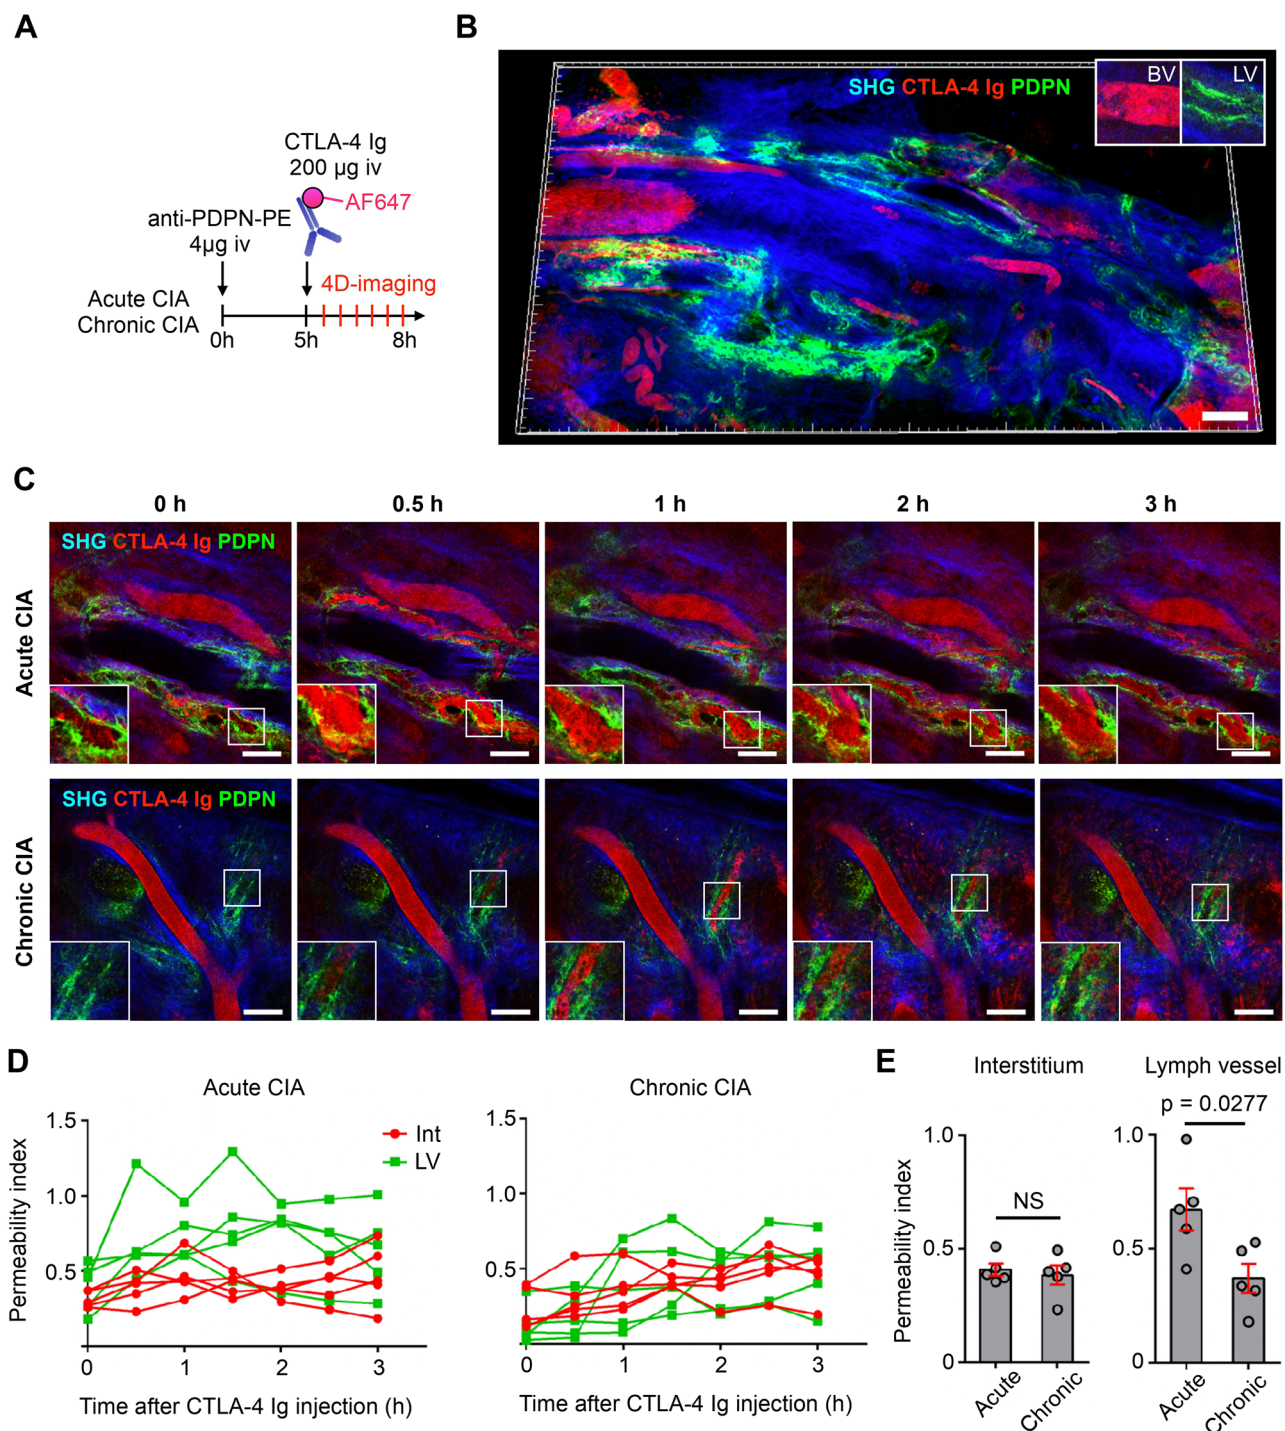 A
CTLA-4 Ig
200 µg iv
AF647
anti-PDPN-PE
4µg iv
4D-imaging
Acute CIA
Chronic CIA
0h
5h
8h
B
SHG CTLA-4 Ig PDPN
BV
LV
C
0 h
0.5 h
1 h
2 h
3 h
Acute CIA
SHG CTLA-4 Ig PDPN
Chronic CIA
SHG CTLA-4 Ig PDPN
D
Acute CIA
Permeability index
1.5
1.0
0.5
Int
LV
0
1
2
3
Time after CTLA-4 Ig injection (h)
Chronic CIA
1.5
1.0
0.5
0
1
2
3
Time after CTLA-4 Ig injection (h)
E
Interstitium
Permeability index
1.0
0.5
0
NS
Acute
Chronic
Lymph vessel
p = 0.0277
1.0
0.5
0
Acute
Chronic